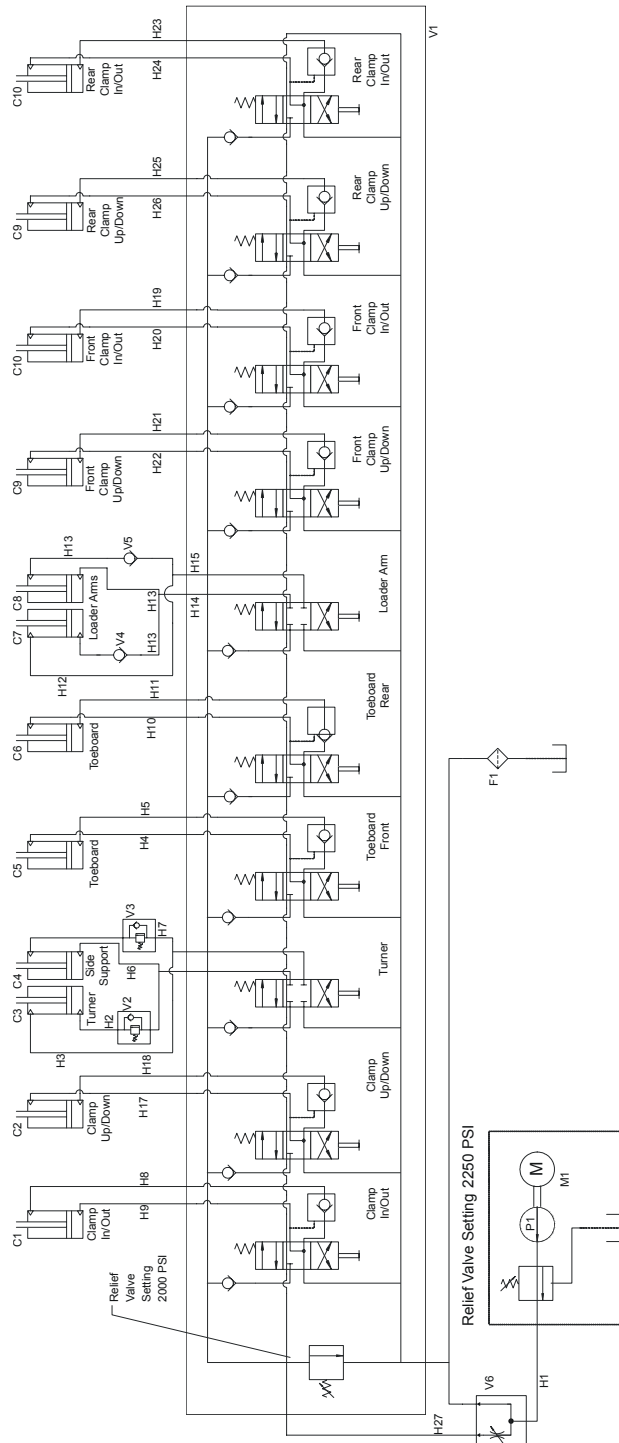 C1
Clamp
In/Out
H8
H9
C2
Clamp
Up/Down
H17
C3
C4
Turner
Side
Support
H2
V2
V3
H7
H6
H3
H18
C5
Toeboard
H5
H4
C6
Toeboard
H11
H10
C7
C8
Loader Arms
H13
V5
V4
H13
H13
H12
H15
H14
C9
Front
Clamp
Up/Down
H21
H22
C10
Front
Clamp
In/Out
H19
H20
C9
Rear
Clamp
Up/Down
H25
H26
C10
Rear
Clamp
In/Out
H23
H24
Relief
Valve
Setting
2000 PSI
Clamp
In/Out
Clamp
Up/Down
Turner
Toeboard
Front
Toeboard
Rear
Loader Arm
Front
Clamp
Up/Down
Front
Clamp
In/Out
Rear
Clamp
Up/Down
Rear
Clamp
In/Out
V1
H27
V6
H1
Relief Valve Setting 2250 PSI
P1
M
M1
F1